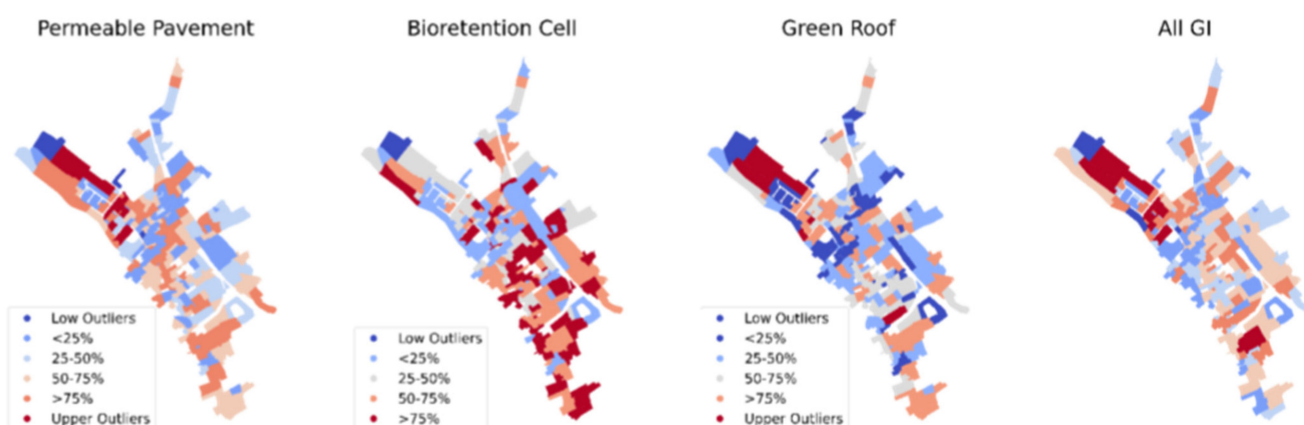 Permeable Pavement
Bioretention Cell
Green Roof
All GI
Low Outliers
<25%
25-50%
50-75%
>75%
Upper Outliers
Low Outliers
<25%
25-50%
50-75%
>75%
Low Outliers
<25%
25-50%
50-75%
>75%
Upper Outliers